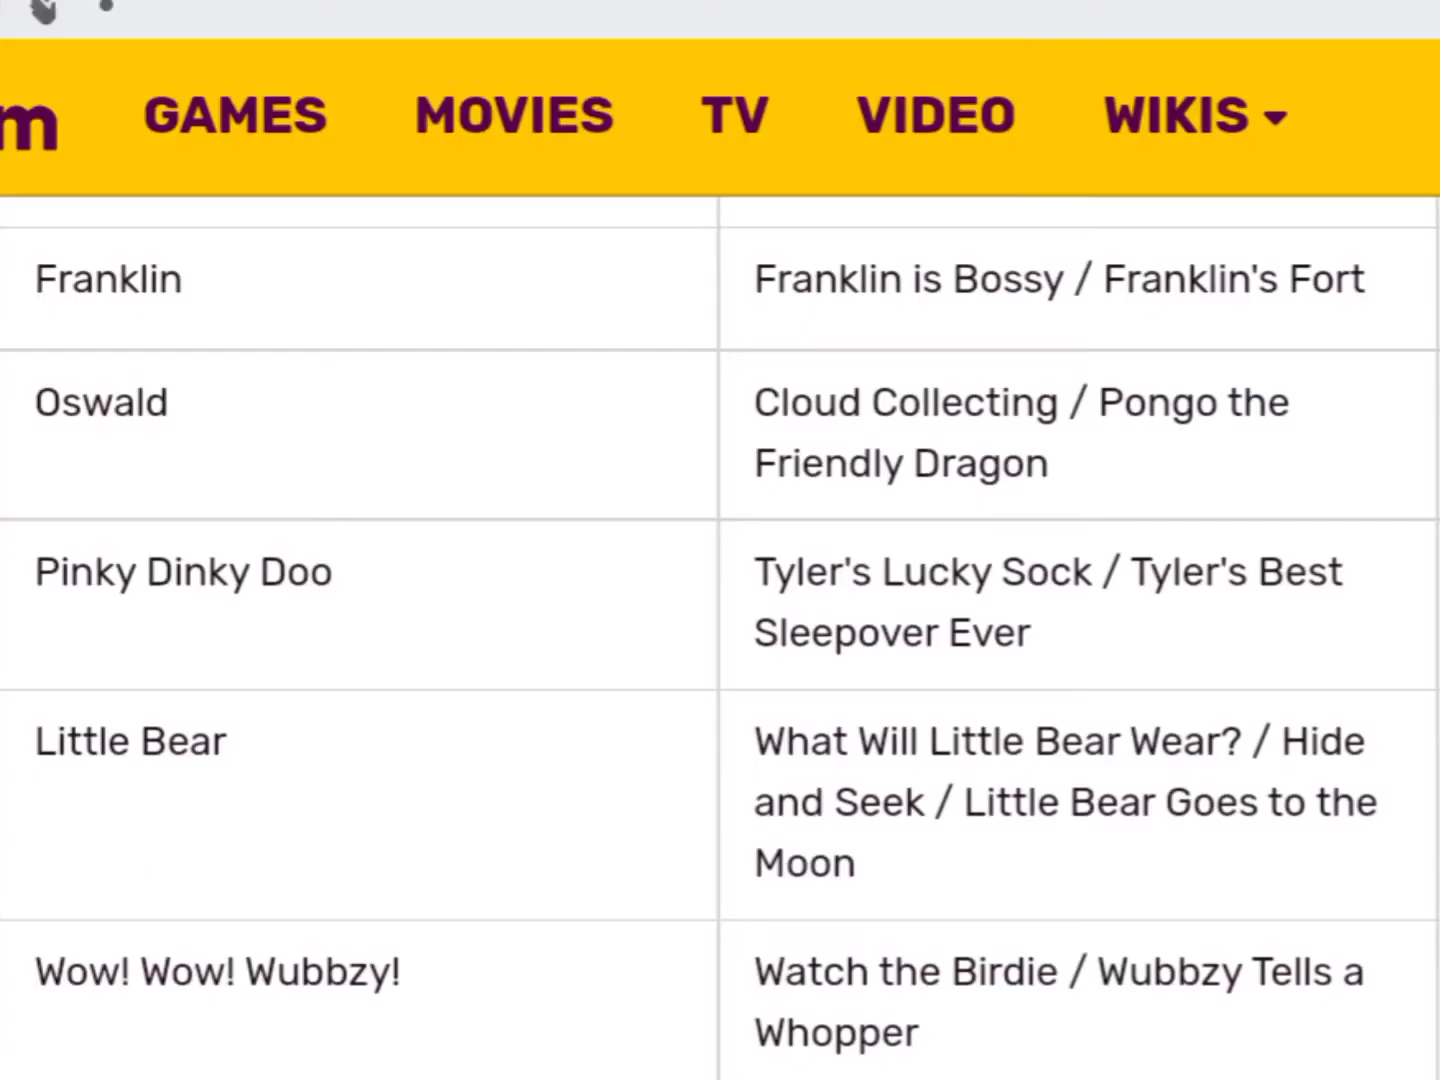 m GAMES MOVIES TV VIDEO WIKIS
Franklin
Franklin is Bossy / Franklin's Fort
Oswald
Cloud Collecting / Pongo the
Friendly Dragon
Pinky Dinky Doo
Tyler's Lucky Sock / Tyler's Best
Sleepover Ever
Little Bear
What Will Little Bear Wear? / Hide
and Seek / Little Bear Goes to the
Moon
Wow! Wow! Wubbzy!
Watch the Birdie / Wubbzy Tells a
Whopper